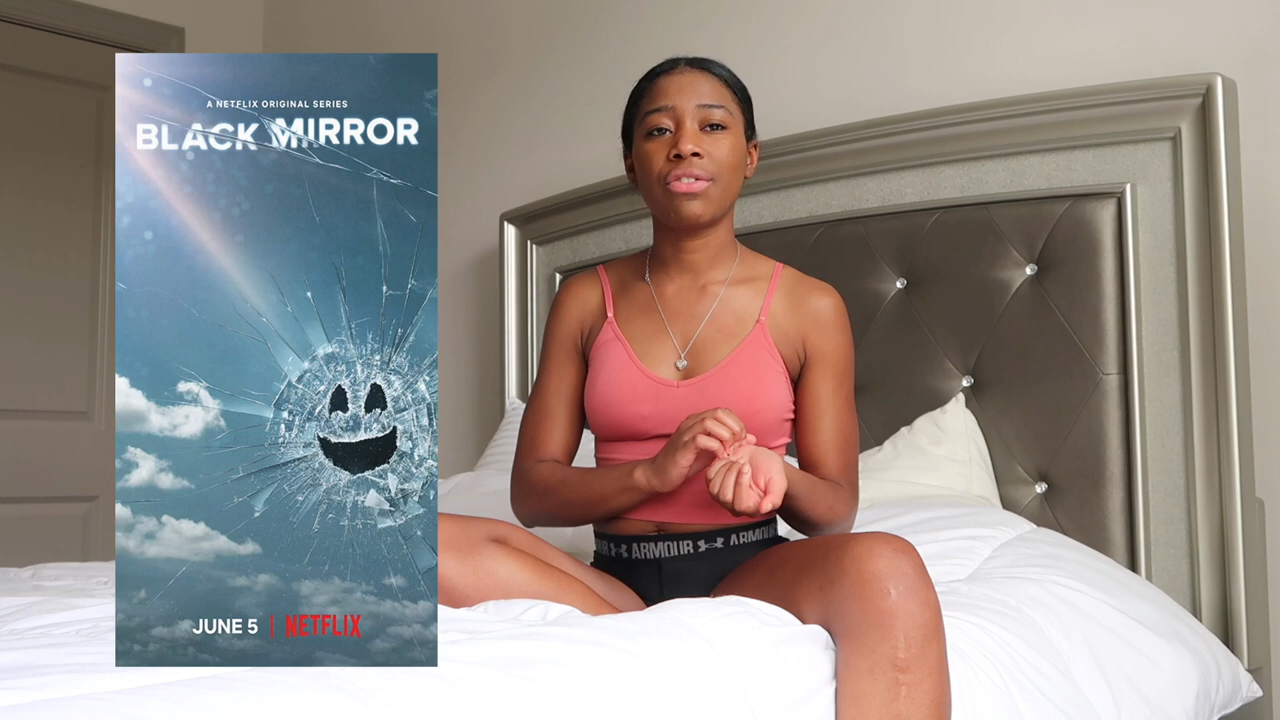 A NETFLIX ORIGINAL SERIES
BLACK MIRROR
JUNE 5 | NETFLIX
ARMOUR ARMOUR